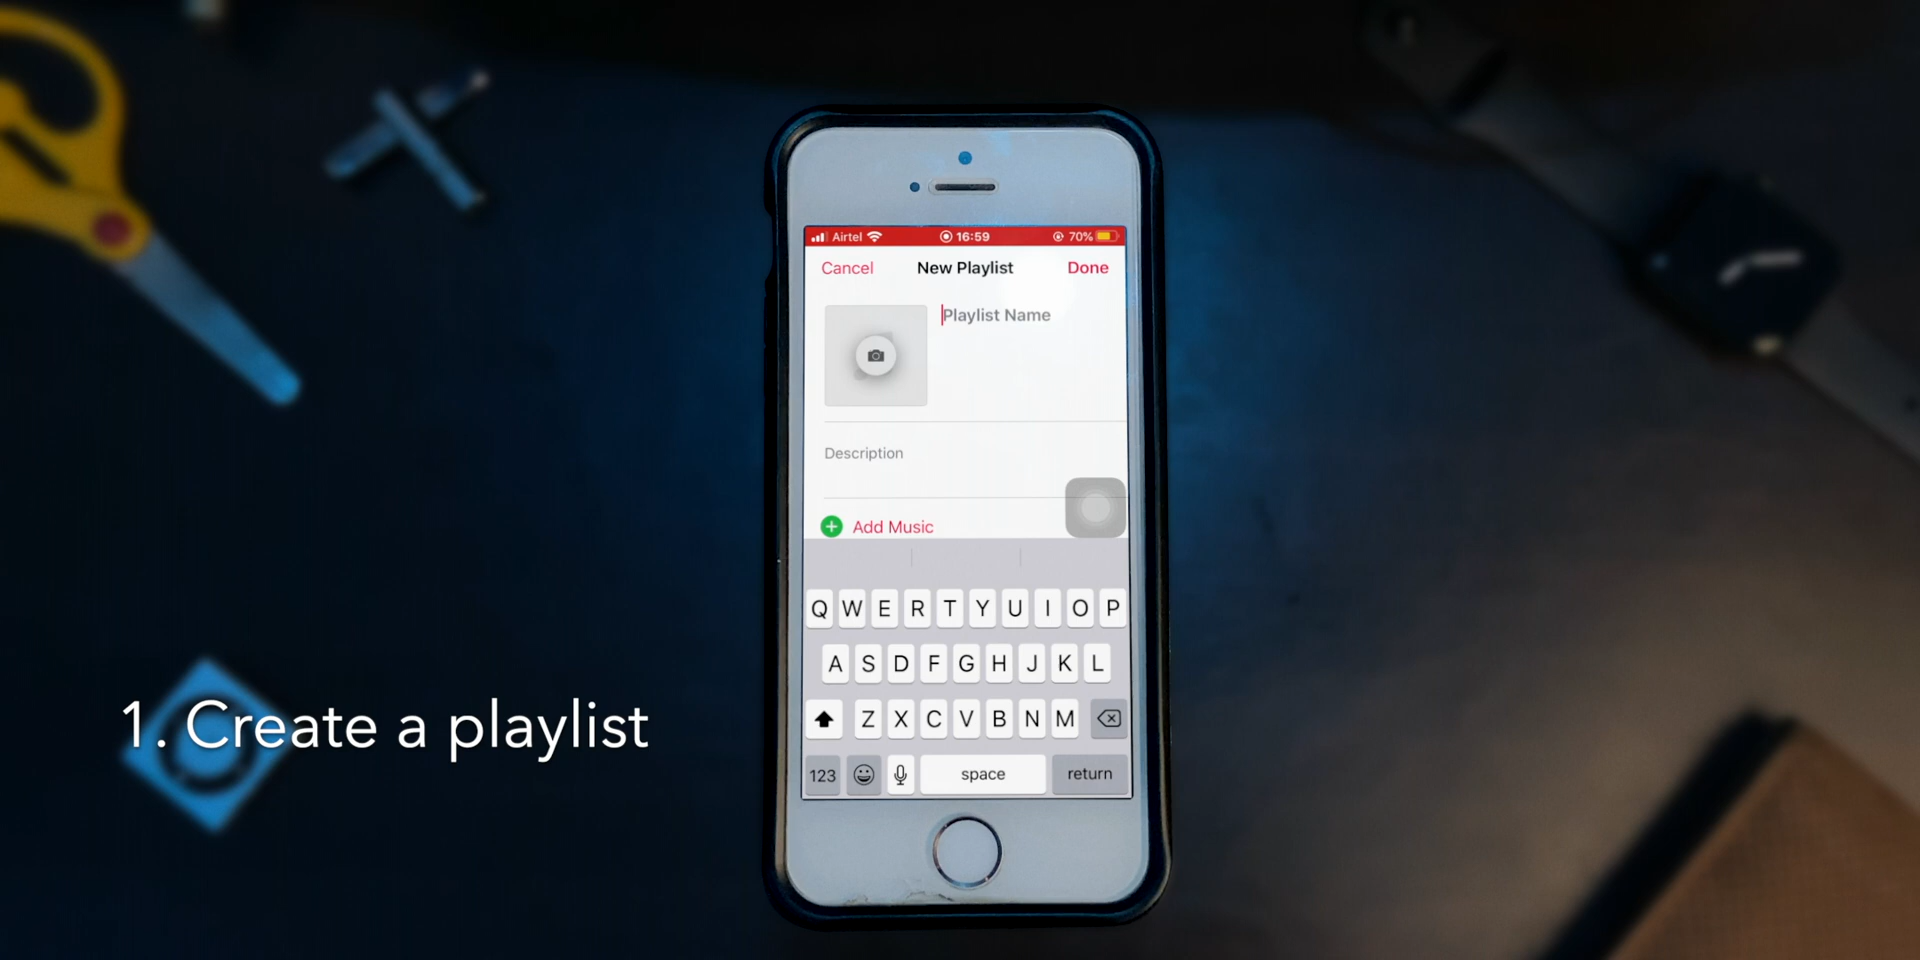 Airtel 16:59 70%
Cancel New Playlist Done
Playlist Name
Description
Add Music
Q W E R T Y U I O P
A S D F G H J K L
Z X C V B N M
123 space return
1. Create a playlist